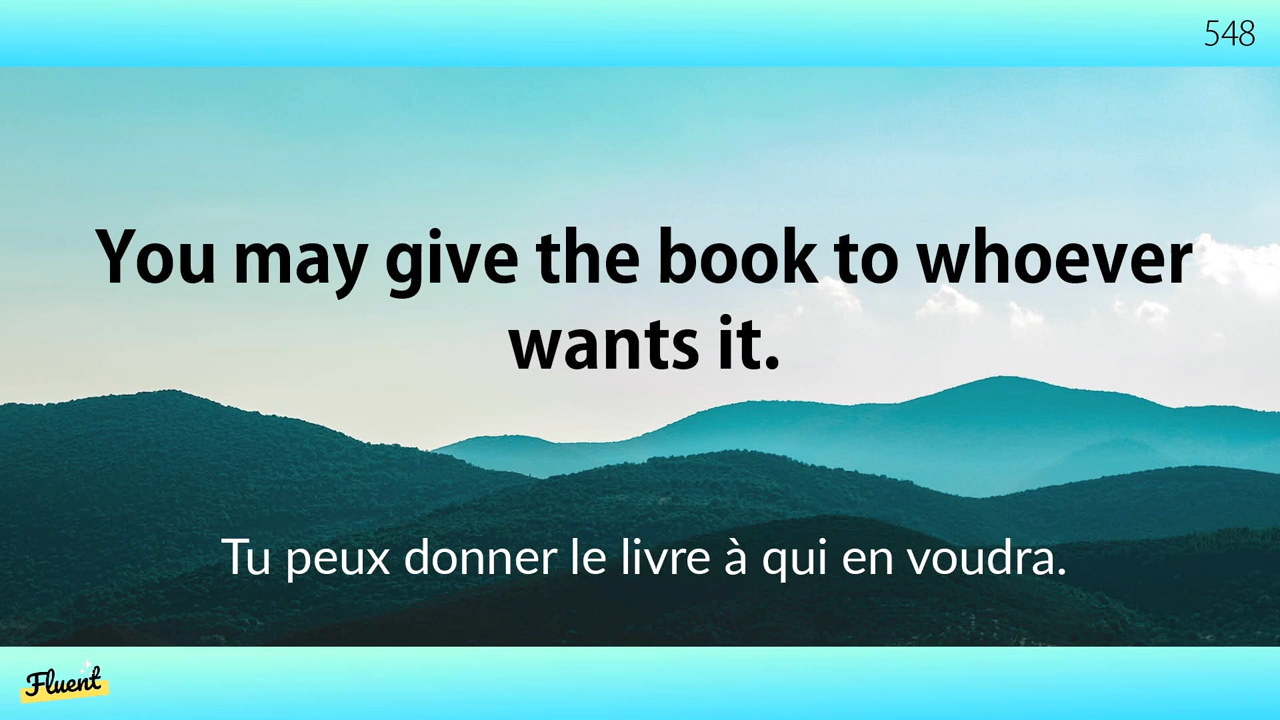 548
You may give the book to whoever
wants it.
Tu peux donner le livre à qui en voudra.
Fluent